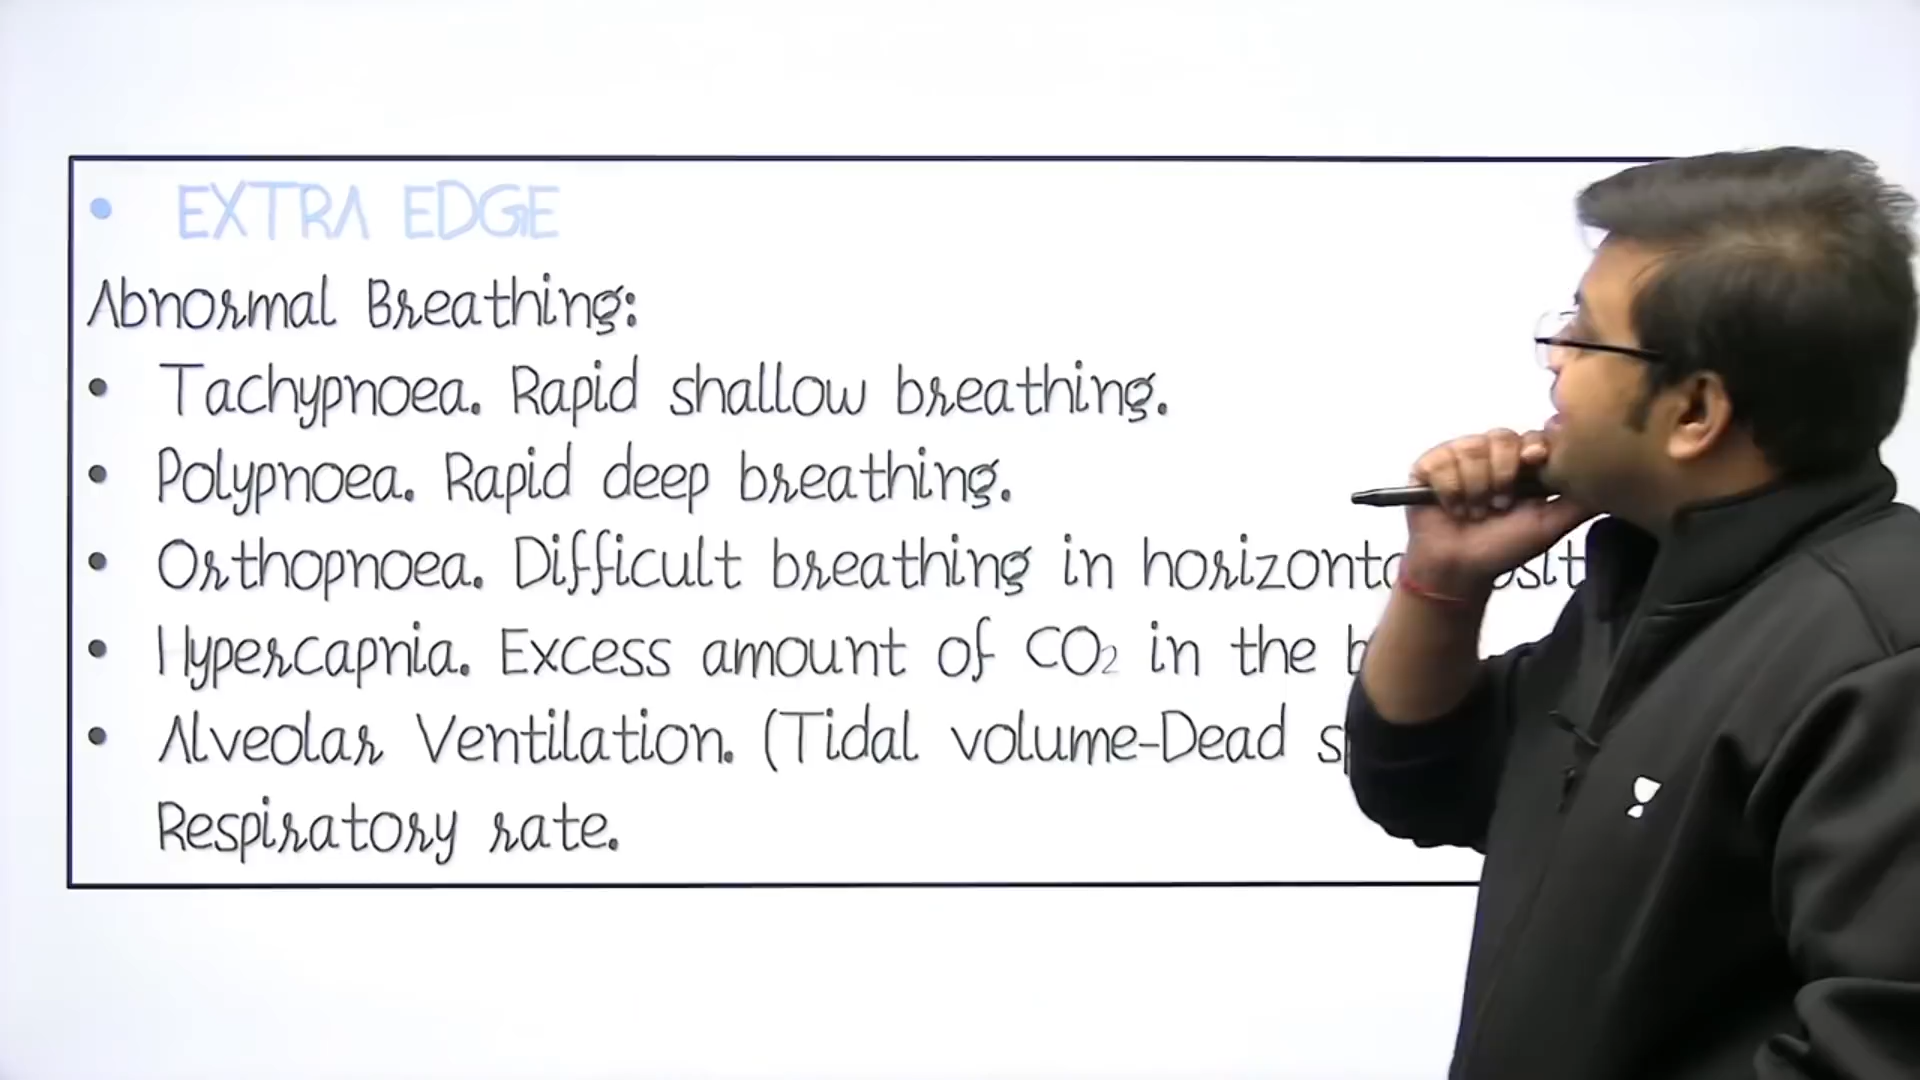 • EXTRA EDGE
Abnormal Breathing:
• Tachypnoea. Rapid shallow breathing.
• Polypnoea. Rapid deep breathing.
• Orthopnoea. Difficult breathing in
• Hypercapnia. Excess amount of CO₂ in the
• Alveolar Ventilation. (Tidal volume-Dead
Respiratory rate.